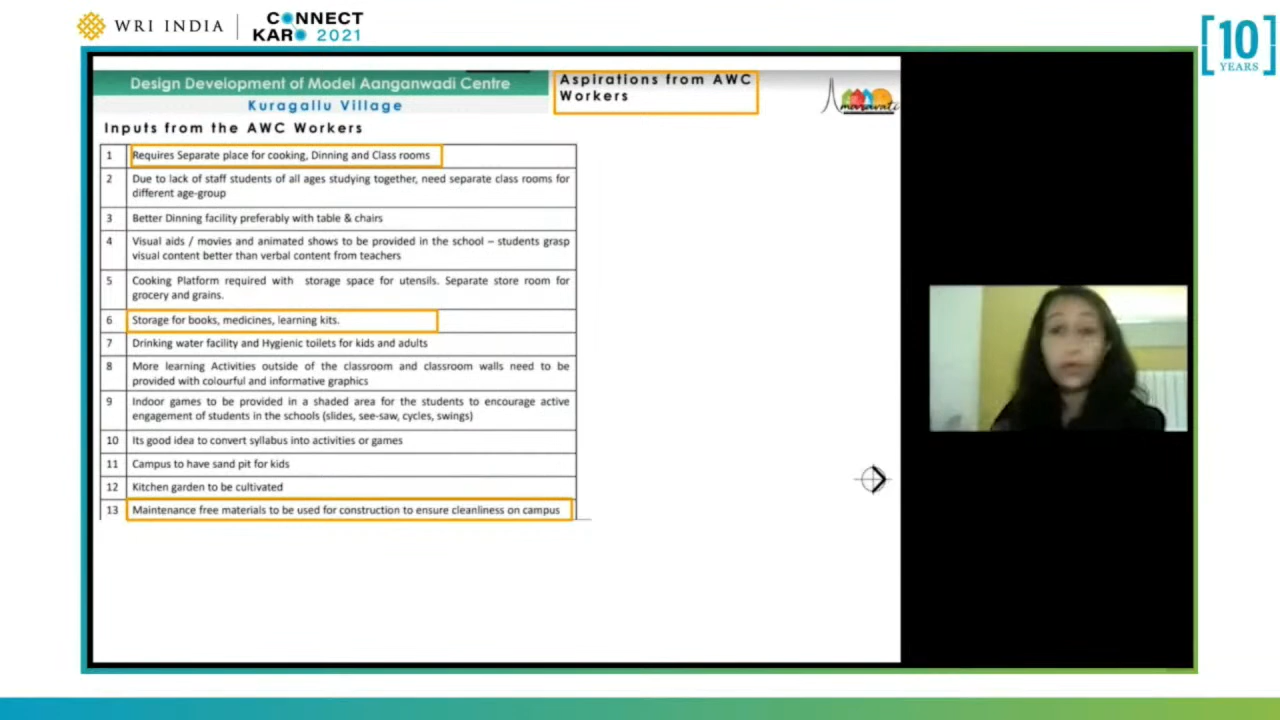 WRI INDIA
CONNECT
KARO 2021
[10]
YEARS
Design Development of Model Aanganwadi Centre
Kuragallu Village
Aspirations from AWC
Workers
amaravati
Inputs from the AWC Workers
1 Requires Separate place for cooking, Dinning and Class rooms
2 Due to lack of staff students of all ages studying together, need separate class rooms for
different age-group
3 Better Dinning facility preferably with table & chairs
4 Visual aids / movies and animated shows to be provided in the school – students grasp
visual content better than verbal content from teachers
5 Cooking Platform required with storage space for utensils. Separate store room for
grocery and grains.
6 Storage for books, medicines, learning kits.
7 Drinking water facility and Hygienic toilets for kids and adults
8 More learning Activities outside of the classroom and classroom walls need to be
provided with colourful and informative graphics
9 Indoor games to be provided in a shaded area for the students to encourage active
engagement of students in the schools (slides, see-saw, cycles, swings)
10 Its good idea to convert syllabus into activities or games
11 Campus to have sand pit for kids
12 Kitchen garden to be cultivated
13 Maintenance free materials to be used for construction to ensure cleanliness on campus